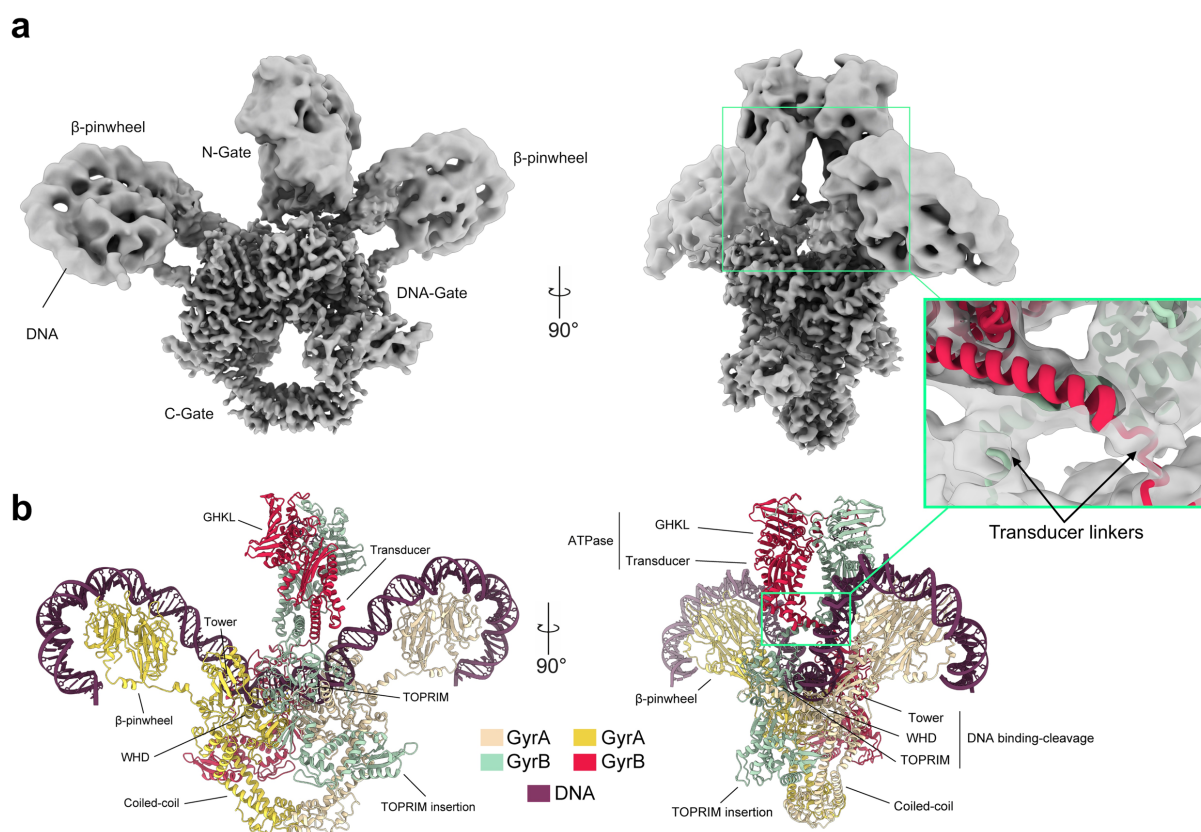 a
β-pinwheel
N-Gate
β-pinwheel
DNA-Gate
DNA
C-Gate
90°
Transducer linkers
b
GHKL
Transducer
Tower
TOPRIM
β-pinwheel
WHD
Coiled-coil
TOPRIM insertion
90°
GyrA GyrA
GyrB GyrB
DNA
ATPase
GHKL
Transducer
β-pinwheel
Tower
WHD
DNA binding-cleavage
TOPRIM
TOPRIM insertion
Coiled-coil